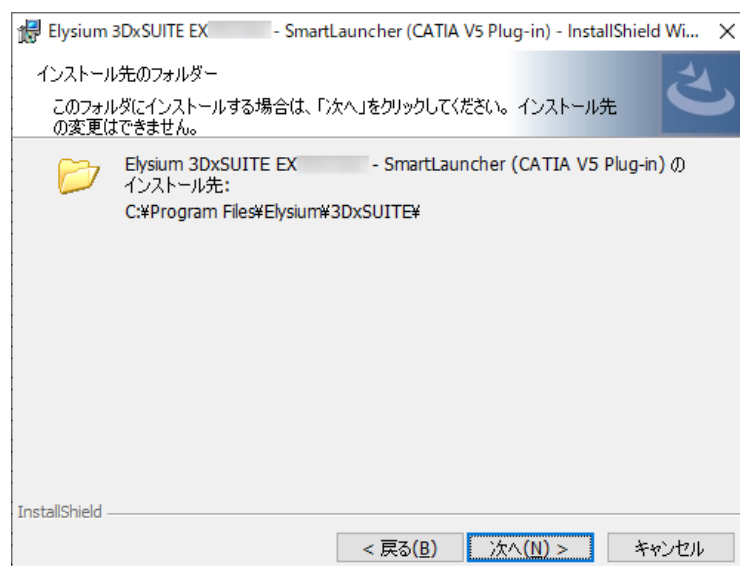 Elysium 3DxSUITE EX - SmartLauncher (CATIA V5 Plug-in) - InstallShield Wi...
インストール先のフォルダー
このフォルダにインストールする場合は、「次へ」をクリックしてください。インストール先
の変更はできません。
Elysium 3DxSUITE EX - SmartLauncher (CATIA V5 Plug-in) の
インストール先:
C:¥Program Files¥Elysium¥3DxSUITE¥
InstallShield
< 戻る(B)
次へ(N) >
キャンセル